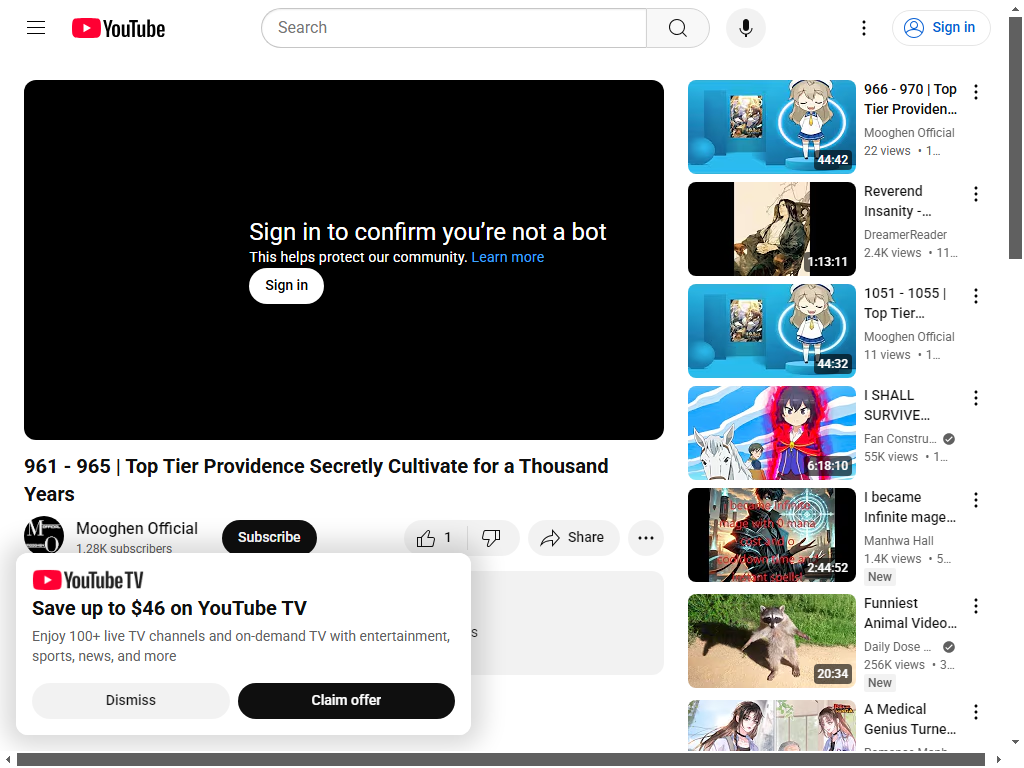 YouTube
Search
Sign in
Sign in to confirm you’re not a bot
This helps protect our community. Learn more
Sign in
961 - 965 | Top Tier Providence Secretly Cultivate for a Thousand
Years
Mooghen Official
1.28K subscribers
Subscribe
1
Share
YouTube TV
Save up to $46 on YouTube TV
Enjoy 100+ live TV channels and on-demand TV with entertainment,
sports, news, and more
Dismiss
Claim offer
s
44:42
966 - 970 | Top
Tier Providen…
Mooghen Official
22 views • 1…
1:13:11
Reverend
Insanity -…
DreamerReader
2.4K views • 11…
44:32
1051 - 1055 |
Top Tier…
Mooghen Official
11 views • 1…
6:18:10
I SHALL
SURVIVE…
Fan Constru…
55K views • 1…
I became Infinite
mage with 0 mana
cost and 0
cooldown time and
instant spells!
2:44:52
I became
Infinite mage…
Manhwa Hall
1.4K views • 5…
New
20:34
Funniest
Animal Video…
Daily Dose …
256K views • 3…
New
A Medical
Genius Turne…